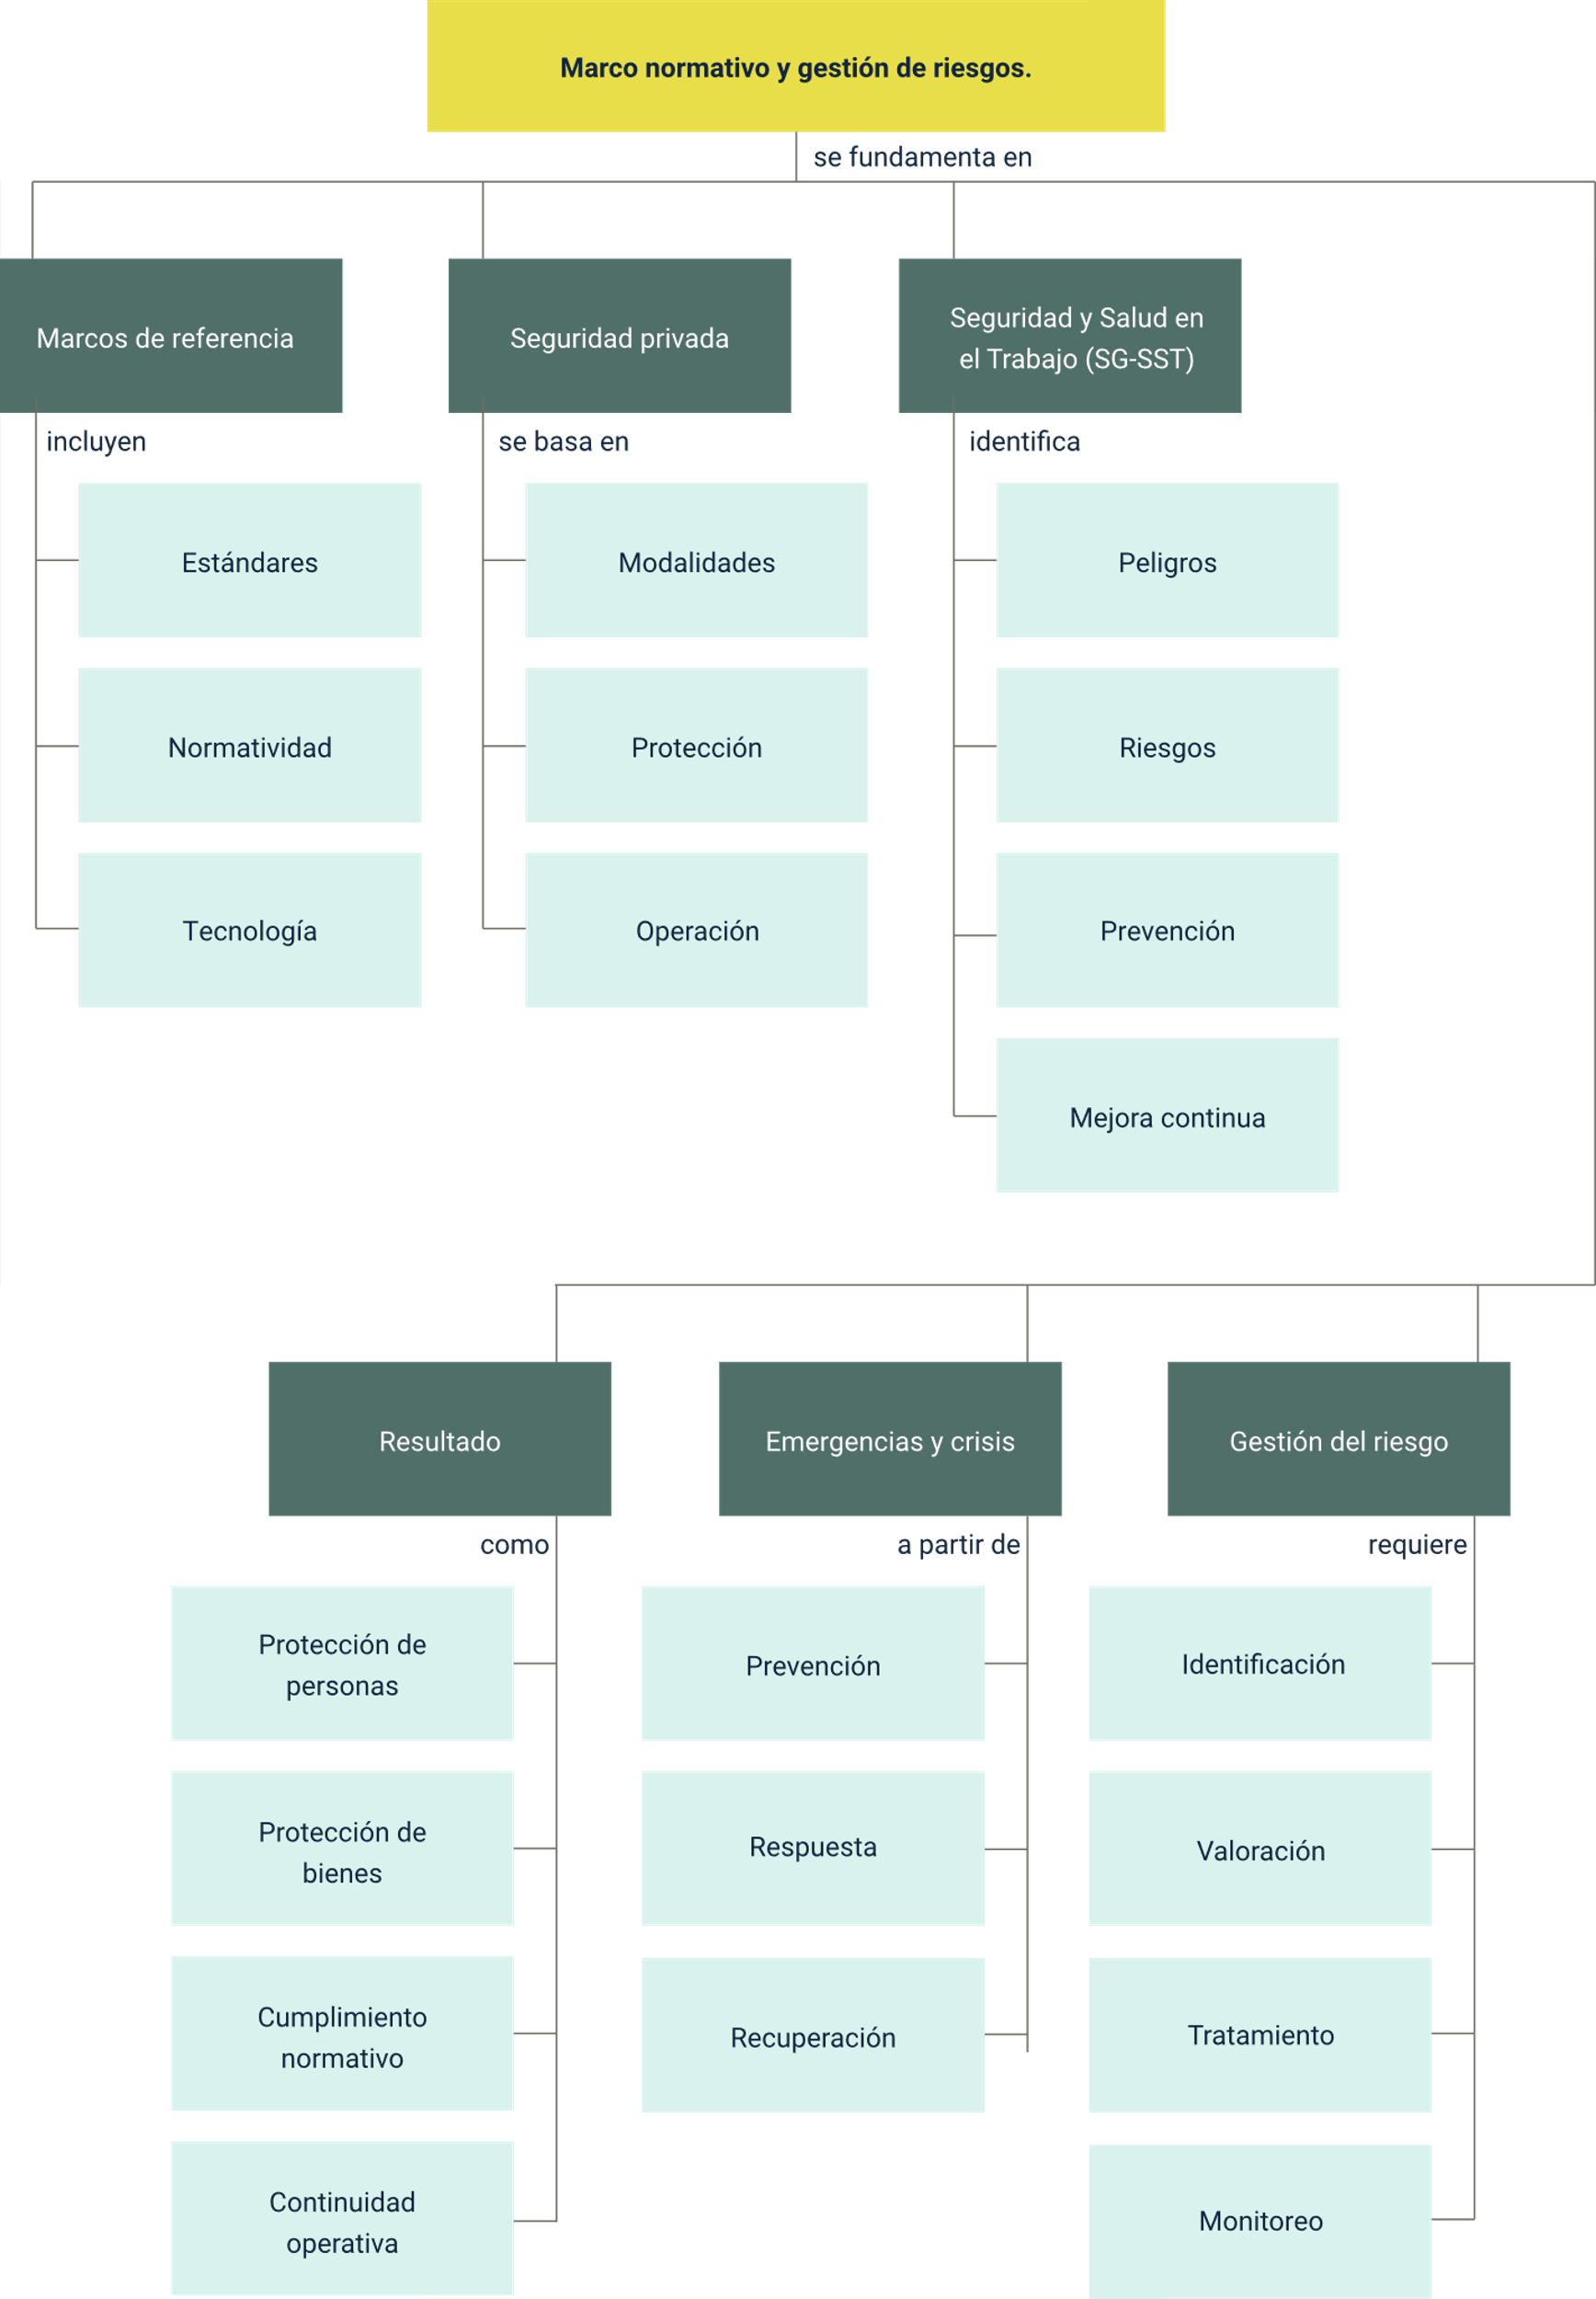 Marco normativo y gestión de riesgos.
se fundamenta en
Marcos de referencia
incluyen
Estándares
Normatividad
Tecnología
Seguridad privada
se basa en
Modalidades
Protección
Operación
Seguridad y Salud en
el Trabajo (SG-SST)
identifica
Peligros
Riesgos
Prevención
Mejora continua
Resultado
como
Protección de
personas
Protección de
bienes
Cumplimiento
normativo
Continuidad
operativa
Emergencias y crisis
a partir de
Prevención
Respuesta
Recuperación
Gestión del riesgo
requiere
Identificación
Valoración
Tratamiento
Monitoreo